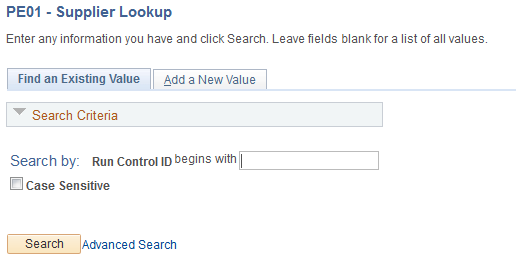 PE01 - Supplier Lookup
Enter any information you have and click Search. Leave fields blank for a list of all values.
Find an Existing Value Add a New Value
Search Criteria
Search by: Run Control ID begins with
Case Sensitive
Search Advanced Search